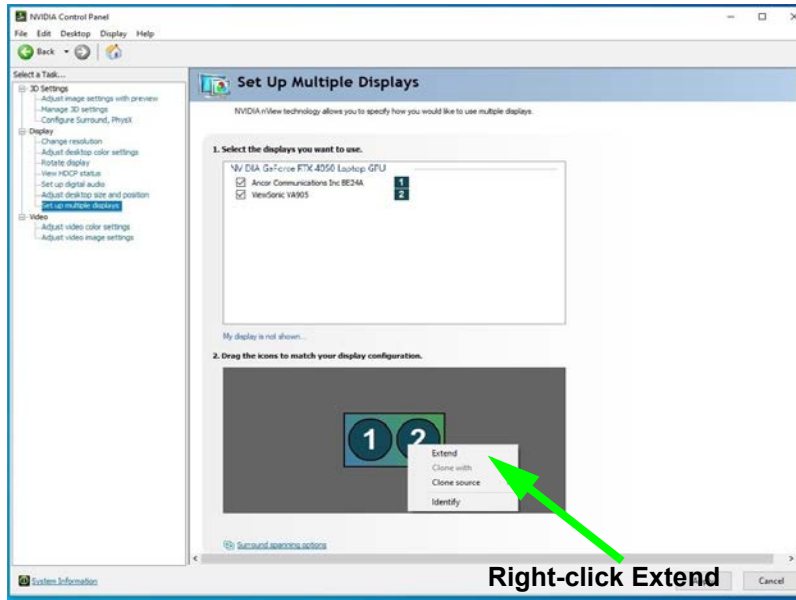 NVIDIA Control Panel
File Edit Desktop Display Help
Back
Select a Task...
3D Settings
Adjust image settings with preview
Manage 3D settings
Configure Surround, PhysX
Display
Change resolution
Adjust desktop color settings
Rotate display
View HDCP status
Set up digital audio
Adjust desktop size and position
Set up multiple displays
Video
Adjust video color settings
Adjust video image settings
Set Up Multiple Displays
NVIDIA nView technology allows you to specify how you would like to use multiple displays.
1. Select the displays you want to use.
NVIDIA GeForce RTX 4050 Laptop GPU
Ancor Communications Inc BE24A 1
ViewSonic VA905 2
My display is not shown...
2. Drag the icons to match your display configuration.
1 2
Extend
Clone with
Clone source
Identify
Surround spanning options
Right-click Extend
System Information
Cancel